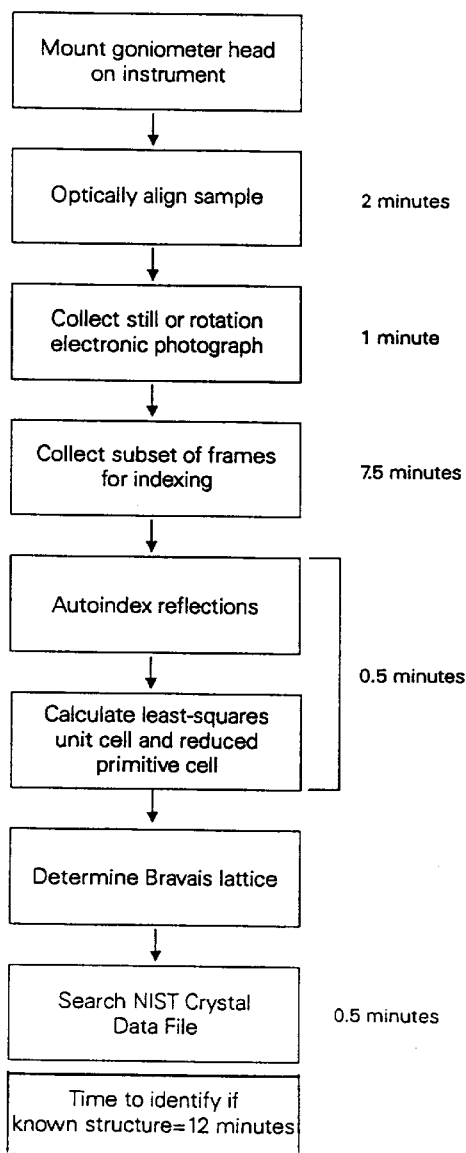 Mount goniometer head
on instrument
Optically align sample
2 minutes
Collect still or rotation
electronic photograph
1 minute
Collect subset of frames
for indexing
7.5 minutes
Autoindex reflections
0.5 minutes
Calculate least-squares
unit cell and reduced
primitive cell
Determine Bravais lattice
Search NIST Crystal
Data File
0.5 minutes
Time to identify if
known structure=12 minutes